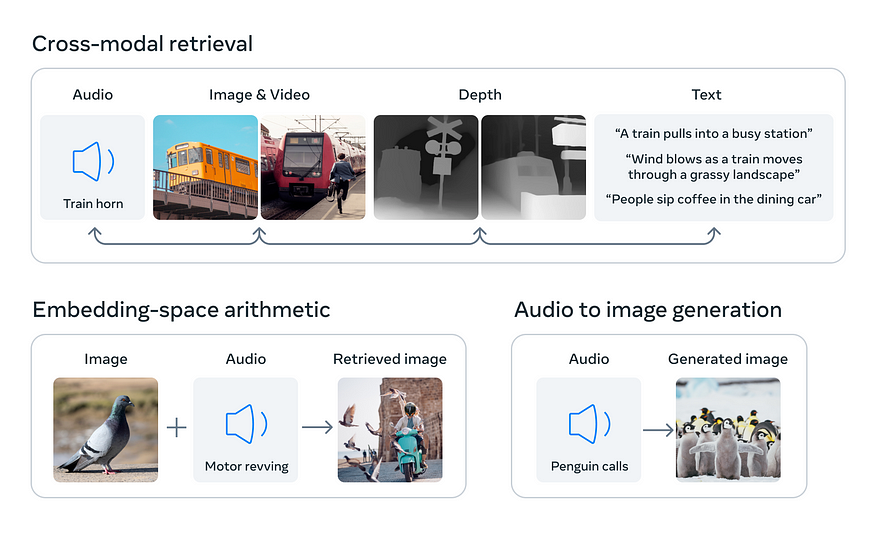 Cross-modal retrieval
Audio
Image & Video
Depth
Text
Train horn
“A train pulls into a busy station”
“Wind blows as a train moves
through a grassy landscape”
“People sip coffee in the dining car”
Embedding-space arithmetic
Image
Audio
Retrieved image
Motor revving
Audio to image generation
Audio
Generated image
Penguin calls